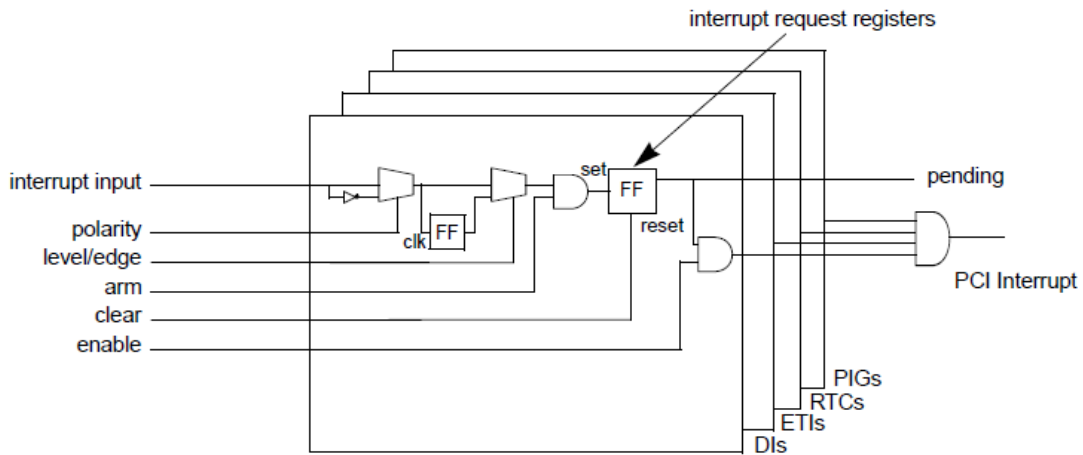 interrupt request registers
interrupt input
set
FF
pending
polarity
clk
FF
reset
level/edge
arm
PCI Interrupt
clear
enable
PIGs
RTCs
ETIs
DIs